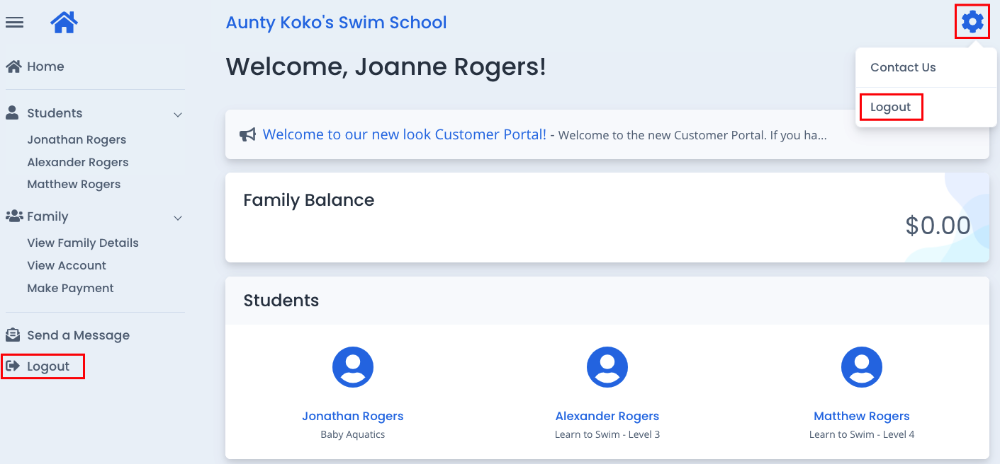 Aunty Koko's Swim School
Welcome, Joanne Rogers!
Home
Students
Jonathan Rogers
Alexander Rogers
Matthew Rogers
Family
View Family Details
View Account
Make Payment
Send a Message
Logout
Contact Us
Logout
Welcome to our new look Customer Portal! - Welcome to the new Customer Portal. If you ha...
Family Balance
$0.00
Students
Jonathan Rogers
Baby Aquatics
Alexander Rogers
Learn to Swim - Level 3
Matthew Rogers
Learn to Swim - Level 4